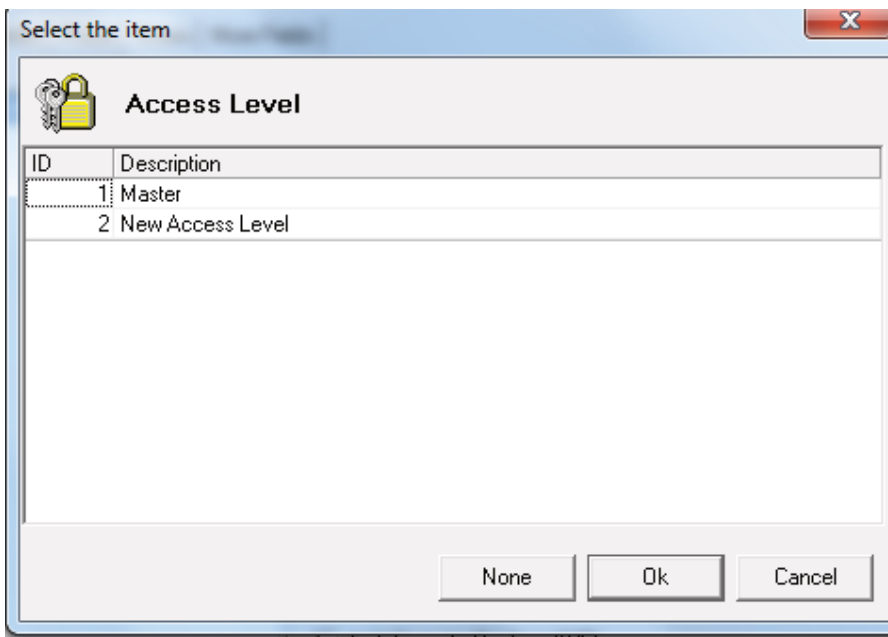 Select the item
Access Level
ID Description
1 Master
2 New Access Level
None Ok Cancel